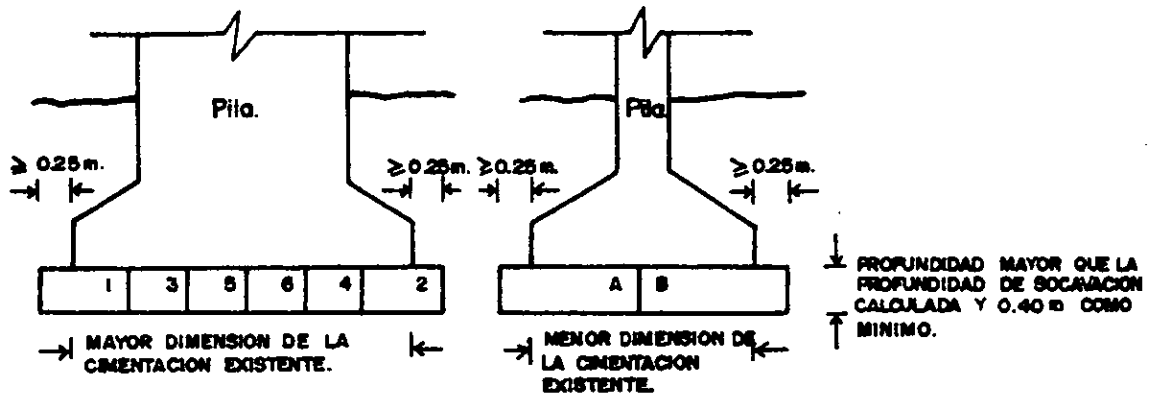 Pila.
Pila.
≥ 0.25 m.
≥0.25 m.
≥0.25 m.
≥0.25 m.
1 3 5 6 4 2
A B
MAYOR DIMENSION DE LA
CIMENTACION EXISTENTE.
MENOR DIMENSION DE
LA CIMENTACION
EXISTENTE.
PROFUNDIDAD MAYOR QUE LA
PROFUNDIDAD DE SOCAVACION
CALCULADA Y 0.40 m COMO
MINIMO.